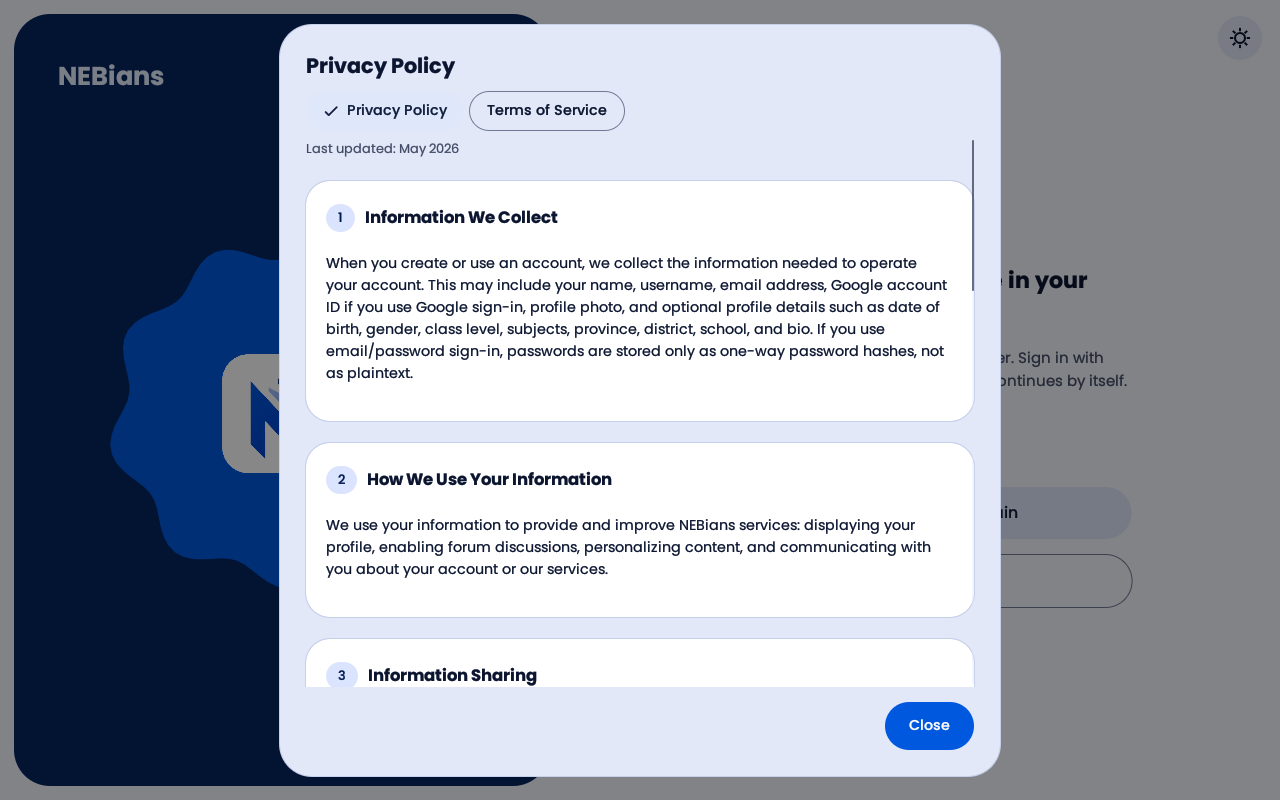 NEBians
Privacy Policy
Privacy Policy
Terms of Service
Last updated: May 2026
1
Information We Collect
When you create or use an account, we collect the information needed to operate
your account. This may include your name, username, email address, Google account
ID if you use Google sign-in, profile photo, and optional profile details such as date of
birth, gender, class level, subjects, province, district, school, and bio. If you use
email/password sign-in, passwords are stored only as one-way password hashes, not
as plaintext.
2
How We Use Your Information
We use your information to provide and improve NEBians services: displaying your
profile, enabling forum discussions, personalizing content, and communicating with
you about your account or our services.
3
Information Sharing
Close
in your
Sign in with
continues by itself.